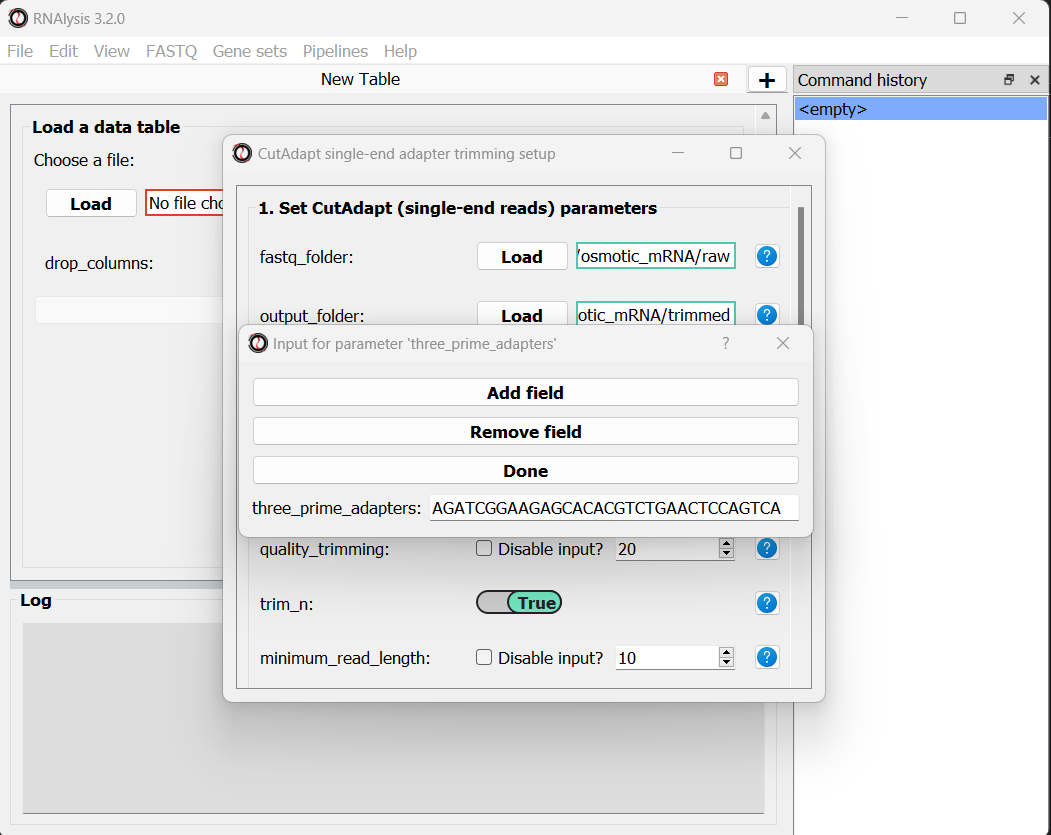 RNAlysis 3.2.0
File Edit View FASTQ Gene sets Pipelines Help
New Table
+
Command history
<empty>
Load a data table
Choose a file:
Load
No file cho
drop_columns:
CutAdapt single-end adapter trimming setup
1. Set CutAdapt (single-end reads) parameters
fastq_folder:
Load
/osmotic_mRNA/raw
?
output_folder:
Load
otic_mRNA/trimmed
?
Input for parameter 'three_prime_adapters'
?
Add field
Remove field
Done
three_prime_adapters: AGATCGGAAGAGCACACGTCTGAACTCCAGTCA
quality_trimming:
Disable input?
20
?
trim_n:
True
?
minimum_read_length:
Disable input?
10
?
Log